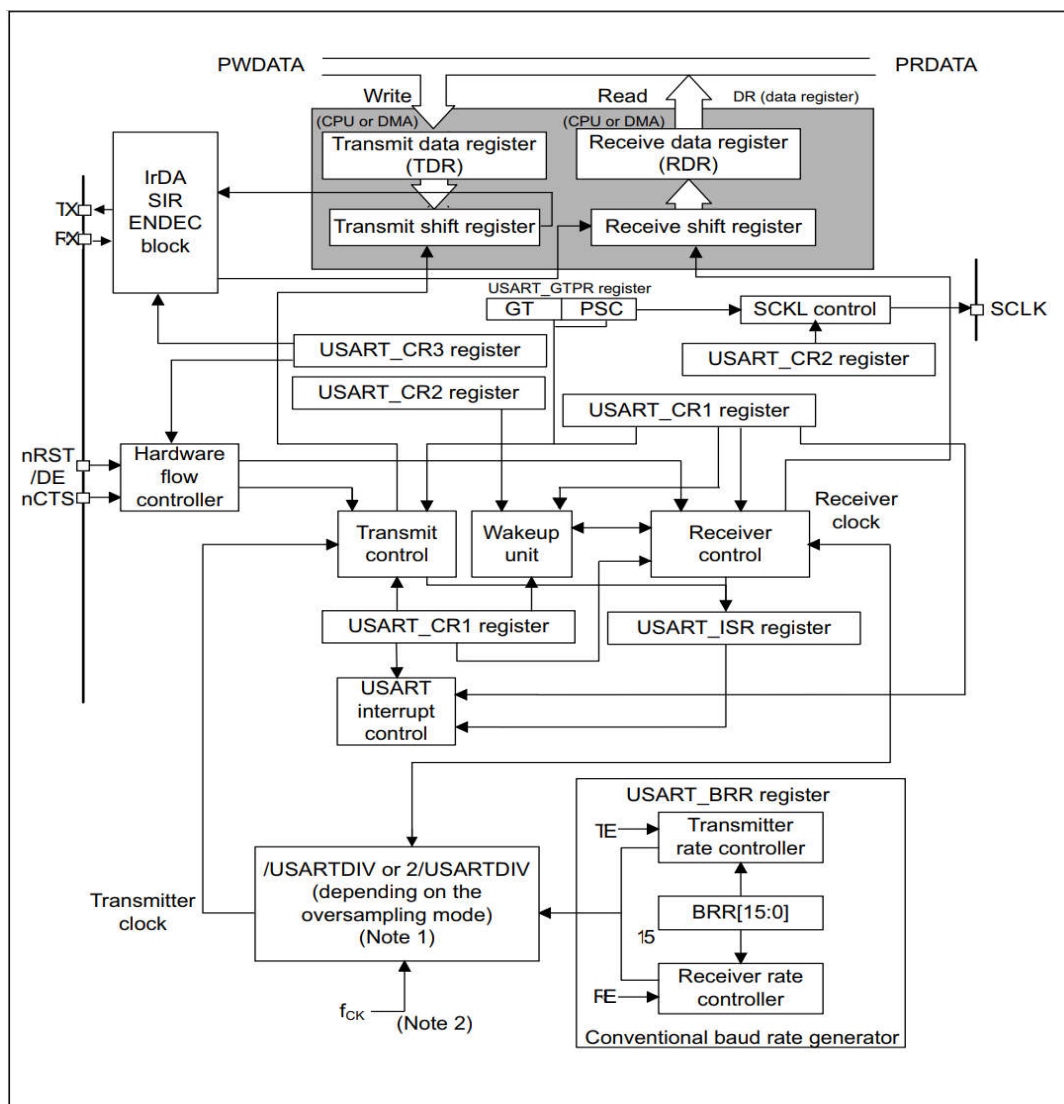 PWDATA
PRDATA
Write
Read
DR (data register)
(CPU or DMA)
(CPU or DMA)
Transmit data register
(TDR)
Receive data register
(RDR)
IrDA
SIR
ENDEC
block
TX
RX
Transmit shift register
Receive shift register
USART_GTPR register
GT
PSC
SCKL control
SCLK
USART_CR3 register
USART_CR2 register
USART_CR2 register
USART_CR1 register
nRST
/DE
nCTS
Hardware
flow
controller
Receiver
clock
Transmit
control
Wakeup
unit
Receiver
control
USART_CR1 register
USART_ISR register
USART
interrupt
control
USART_BRR register
TE
Transmitter
rate controller
/USARTDIV or 2/USARTDIV
(depending on the
oversampling mode)
(Note 1)
Transmitter
clock
BRR[15:0]
15
RE
Receiver rate
controller
fCK
(Note 2)
Conventional baud rate generator